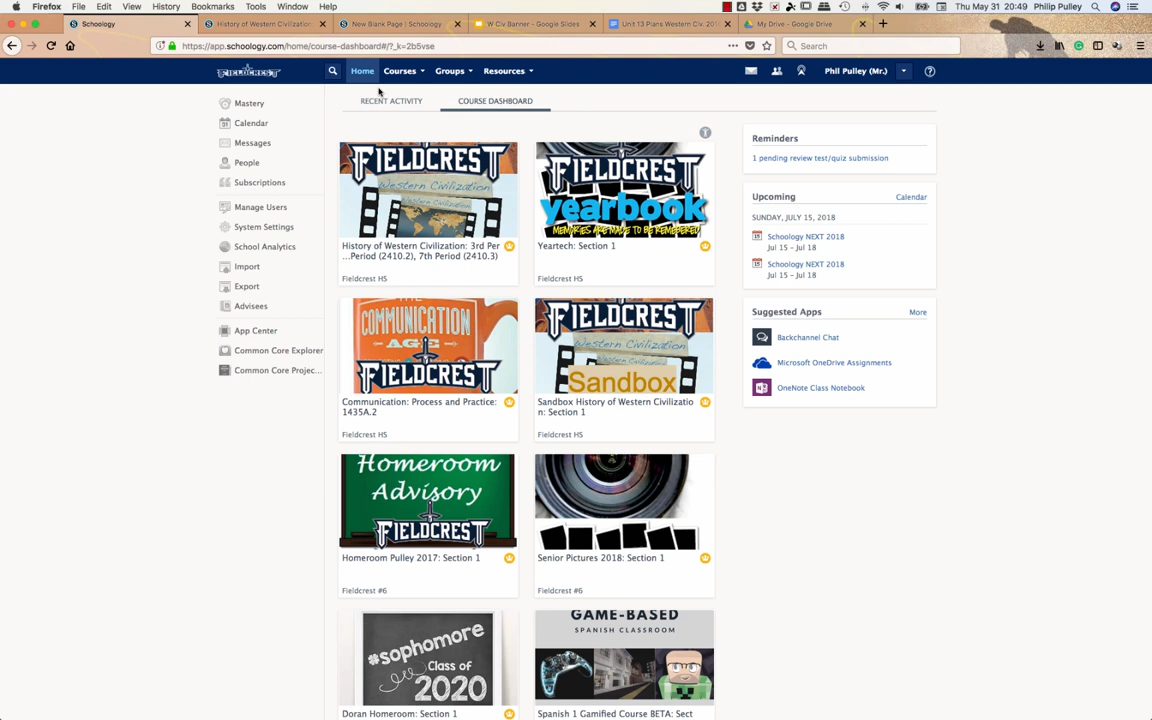 Firefox File Edit View History Bookmarks Tools Window Help
Thu May 31 20:49 Philip Pulley
Schoology
History of Western Civilization:
New Blank Page | Schoology
W Civ Banner - Google Slides
Unit 13 Plans Western Civ. 201
My Drive - Google Drive
https://app.schoology.com/home/course-dashboard#/?_k=2b5vse
Search
FIELDCREST
Home Courses Groups Resources
Phil Pulley (Mr.)
Mastery
Calendar
Messages
People
Subscriptions
Manage Users
System Settings
School Analytics
Import
Export
Advisees
App Center
Common Core Explorer
Common Core Projec...
RECENT ACTIVITY COURSE DASHBOARD
FIELDCREST
Western Civilization
Western Civilization
History of Western Civilization: 3rd Per
...Period (2410.2), 7th Period (2410.3)
Fieldcrest HS
FIELDCREST
yearbook
MEMORIES ARE MADE TO BE REMEMBERED
Yeartech: Section 1
COMMUNICATION
AGE
FIELDCREST
Communication: Process and Practice:
1435A.2
Fieldcrest HS
FIELDCREST
Western Civilization
Sandbox
Sandbox History of Western Civilizatio
n: Section 1
Fieldcrest HS
Homeroom
Advisory
FIELDCREST
Homeroom Pulley 2017: Section 1
Fieldcrest #6
Senior Pictures 2018: Section 1
Fieldcrest #6
#sophomore
Class of
2020
Doran Homeroom: Section 1
GAME-BASED
SPANISH CLASSROOM
Spanish 1 Gamified Course BETA: Sect
Reminders
1 pending review test/quiz submission
Upcoming Calendar
SUNDAY, JULY 15, 2018
Schoology NEXT 2018
Jul 15 - Jul 18
Schoology NEXT 2018
Jul 15 - Jul 18
Suggested Apps More
Backchannel Chat
Microsoft OneDrive Assignments
OneNote Class Notebook